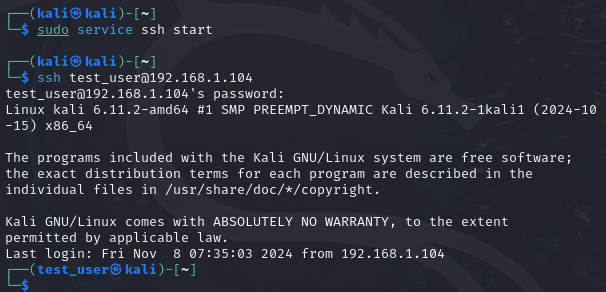 ┌──(kali㉿kali)-[~]
└─$ sudo service ssh start
┌──(kali㉿kali)-[~]
└─$ ssh test_user@192.168.1.104
test_user@192.168.1.104's password:
Linux kali 6.11.2-amd64 #1 SMP PREEMPT_DYNAMIC Kali 6.11.2-1kali1 (2024-10
-15) x86_64
The programs included with the Kali GNU/Linux system are free software;
the exact distribution terms for each program are described in the
individual files in /usr/share/doc/*/copyright.
Kali GNU/Linux comes with ABSOLUTELY NO WARRANTY, to the extent
permitted by applicable law.
Last login: Fri Nov  8 07:35:03 2024 from 192.168.1.104
┌──(test_user㉿kali)-[~]
└─$